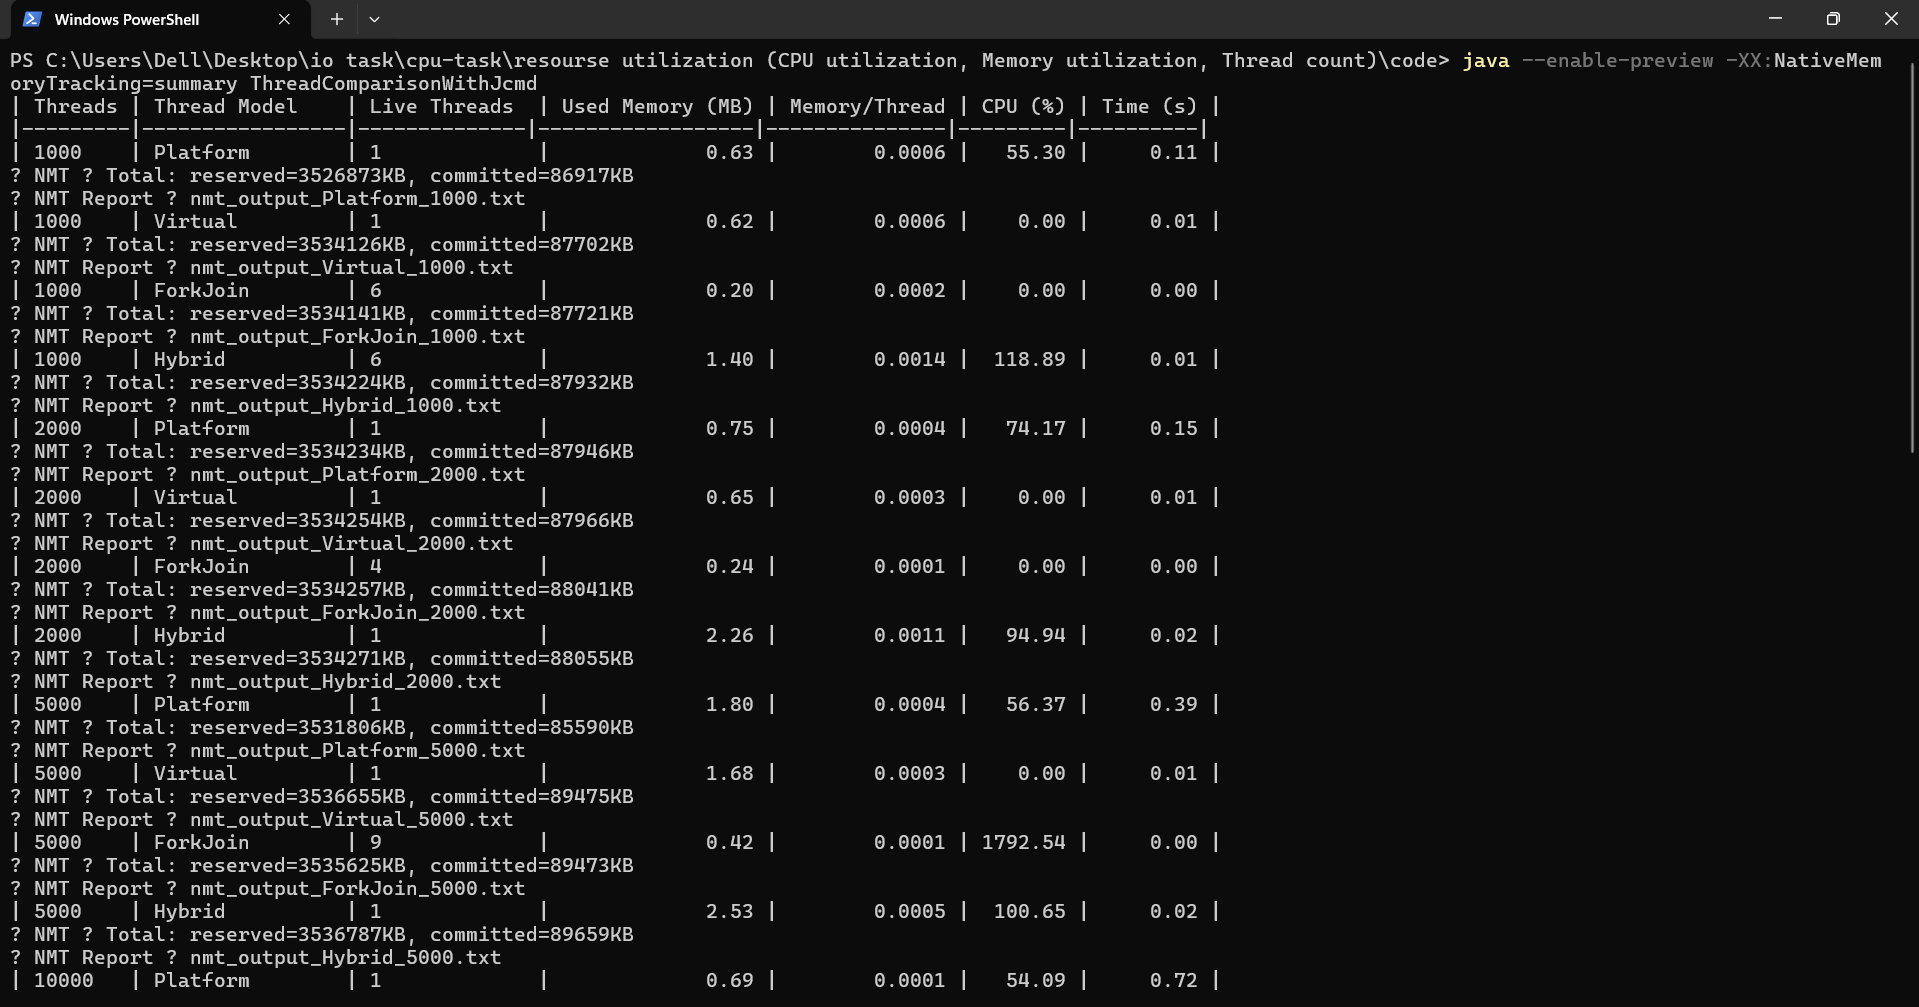 Windows PowerShell
PS C:\Users\Dell\Desktop\io task\cpu-task\resourse utilization (CPU utilization, Memory utilization, Thread count)\code> java --enable-preview -XX:NativeMem
oryTracking=summary ThreadComparisonWithJcmd
| Threads | Thread Model    | Live Threads  | Used Memory (MB) | Memory/Thread | CPU (%) | Time (s) |
|---------|-----------------|--------------|------------------|---------------|---------|----------|
| 1000    | Platform        | 1             |             0.63 |        0.0006 |   55.30 |     0.11 |
? NMT ? Total: reserved=3526873KB, committed=86917KB
? NMT Report ? nmt_output_Platform_1000.txt
| 1000    | Virtual         | 1             |             0.62 |        0.0006 |    0.00 |     0.01 |
? NMT ? Total: reserved=3534126KB, committed=87702KB
? NMT Report ? nmt_output_Virtual_1000.txt
| 1000    | ForkJoin        | 6             |             0.20 |        0.0002 |    0.00 |     0.00 |
? NMT ? Total: reserved=3534141KB, committed=87721KB
? NMT Report ? nmt_output_ForkJoin_1000.txt
| 1000    | Hybrid          | 6             |             1.40 |        0.0014 |  118.89 |     0.01 |
? NMT ? Total: reserved=3534224KB, committed=87932KB
? NMT Report ? nmt_output_Hybrid_1000.txt
| 2000    | Platform        | 1             |             0.75 |        0.0004 |   74.17 |     0.15 |
? NMT ? Total: reserved=3534234KB, committed=87946KB
? NMT Report ? nmt_output_Platform_2000.txt
| 2000    | Virtual         | 1             |             0.65 |        0.0003 |    0.00 |     0.01 |
? NMT ? Total: reserved=3534254KB, committed=87966KB
? NMT Report ? nmt_output_Virtual_2000.txt
| 2000    | ForkJoin        | 4             |             0.24 |        0.0001 |    0.00 |     0.00 |
? NMT ? Total: reserved=3534257KB, committed=88041KB
? NMT Report ? nmt_output_ForkJoin_2000.txt
| 2000    | Hybrid          | 1             |             2.26 |        0.0011 |   94.94 |     0.02 |
? NMT ? Total: reserved=3534271KB, committed=88055KB
? NMT Report ? nmt_output_Hybrid_2000.txt
| 5000    | Platform        | 1             |             1.80 |        0.0004 |   56.37 |     0.39 |
? NMT ? Total: reserved=3531806KB, committed=85590KB
? NMT Report ? nmt_output_Platform_5000.txt
| 5000    | Virtual         | 1             |             1.68 |        0.0003 |    0.00 |     0.01 |
? NMT ? Total: reserved=3536655KB, committed=89475KB
? NMT Report ? nmt_output_Virtual_5000.txt
| 5000    | ForkJoin        | 9             |             0.42 |        0.0001 | 1792.54 |     0.00 |
? NMT ? Total: reserved=3535625KB, committed=89473KB
? NMT Report ? nmt_output_ForkJoin_5000.txt
| 5000    | Hybrid          | 1             |             2.53 |        0.0005 |  100.65 |     0.02 |
? NMT ? Total: reserved=3536787KB, committed=89659KB
? NMT Report ? nmt_output_Hybrid_5000.txt
| 10000   | Platform        | 1             |             0.69 |        0.0001 |   54.09 |     0.72 |